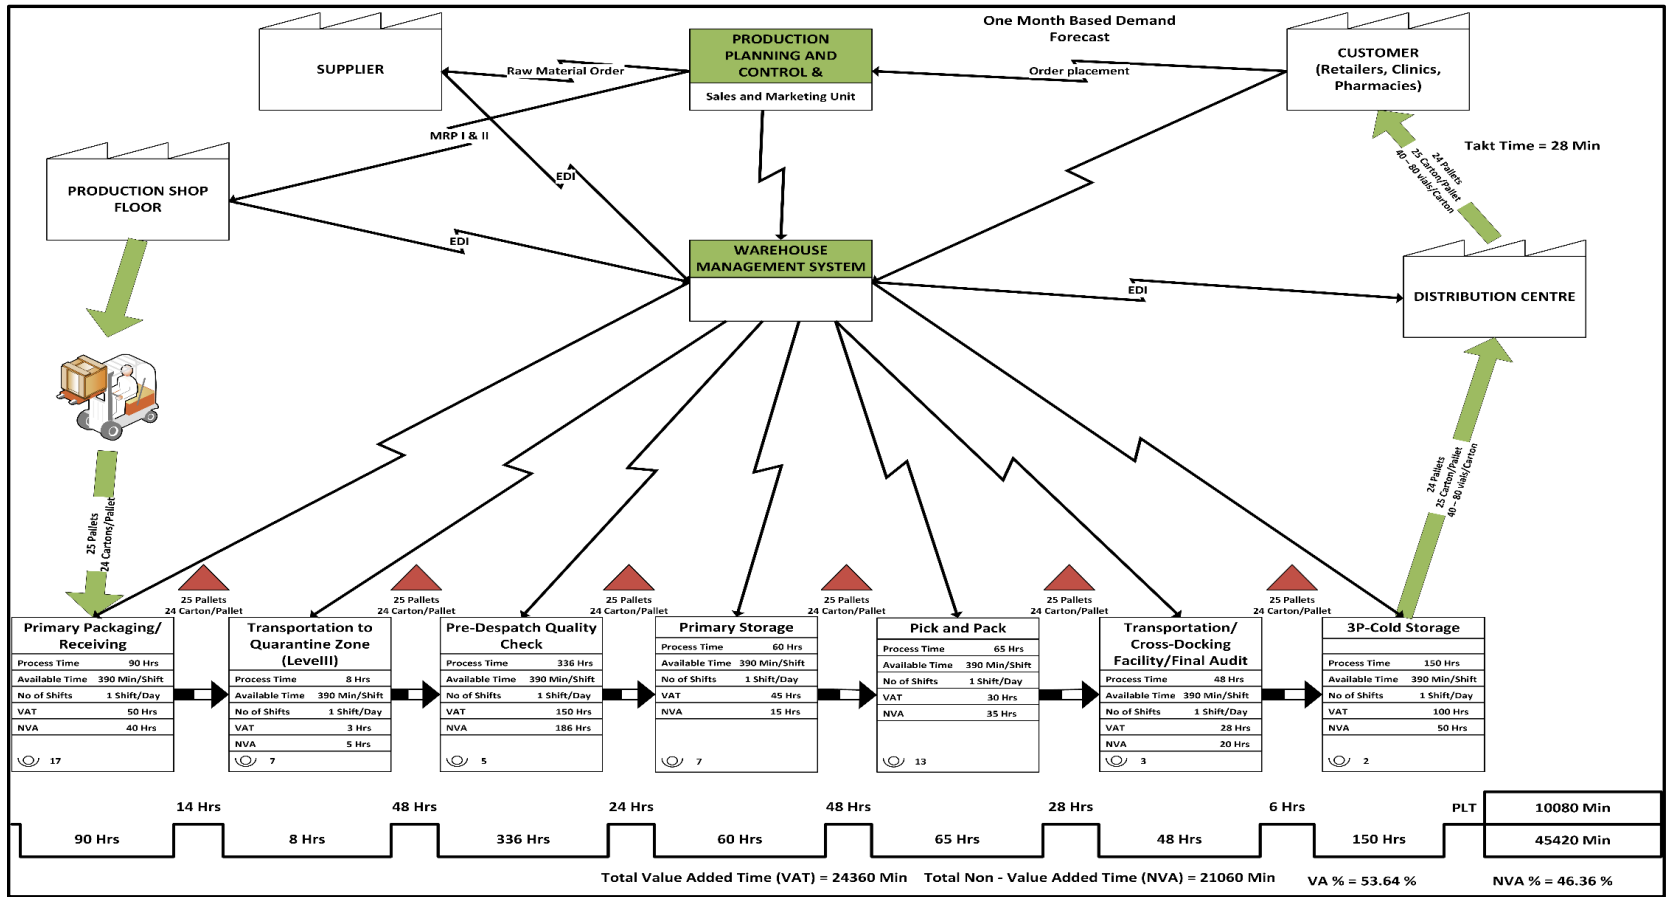 One Month Based Demand
Forecast
SUPPLIER
PRODUCTION
PLANNING AND
CONTROL &
Sales and Marketing Unit
CUSTOMER
(Retailers, Clinics,
Pharmacies)
Raw Material Order
Order placement
MRP I & II
Takt Time = 28 Min
24 Pallets
25 Carton/Pallet
40 – 80 vials/Carton
PRODUCTION SHOP
FLOOR
EDI
EDI
WAREHOUSE
MANAGEMENT SYSTEM
EDI
DISTRIBUTION CENTRE
25 Pallets
24 Cartons/Pallet
24 Pallets
25 Carton/Pallet
40 – 80 vials/Carton
25 Pallets
24 Carton/Pallet
25 Pallets
24 Carton/Pallet
25 Pallets
24 Carton/Pallet
25 Pallets
24 Carton/Pallet
25 Pallets
24 Carton/Pallet
25 Pallets
24 Carton/Pallet
Primary Packaging/
Receiving
Process Time 90 Hrs
Available Time 390 Min/Shift
No of Shifts 1 Shift/Day
VAT 50 Hrs
NVA 40 Hrs
17
Transportation to
Quarantine Zone
(LevelIII)
Process Time 8 Hrs
Available Time 390 Min/Shift
No of Shifts 1 Shift/Day
VAT 3 Hrs
NVA 5 Hrs
7
Pre-Despatch Quality
Check
Process Time 336 Hrs
Available Time 390 Min/Shift
No of Shifts 1 Shift/Day
VAT 150 Hrs
NVA 186 Hrs
5
Primary Storage
Process Time 60 Hrs
Available Time 390 Min/Shift
No of Shifts 1 Shift/Day
VAT 45 Hrs
NVA 15 Hrs
7
Pick and Pack
Process Time 65 Hrs
Available Time 390 Min/Shift
No of Shifts 1 Shift/Day
VAT 30 Hrs
NVA 35 Hrs
13
Transportation/
Cross-Docking
Facility/Final Audit
Process Time 48 Hrs
Available Time 390 Min/Shift
No of Shifts 1 Shift/Day
VAT 28 Hrs
NVA 20 Hrs
3
3P-Cold Storage
Process Time 150 Hrs
Available Time 390 Min/Shift
No of Shifts 1 Shift/Day
VAT 100 Hrs
NVA 50 Hrs
2
14 Hrs 48 Hrs 24 Hrs 48 Hrs 28 Hrs 6 Hrs PLT 10080 Min
90 Hrs 8 Hrs 336 Hrs 60 Hrs 65 Hrs 48 Hrs 150 Hrs 45420 Min
Total Value Added Time (VAT) = 24360 Min Total Non - Value Added Time (NVA) = 21060 Min VA % = 53.64 % NVA % = 46.36 %